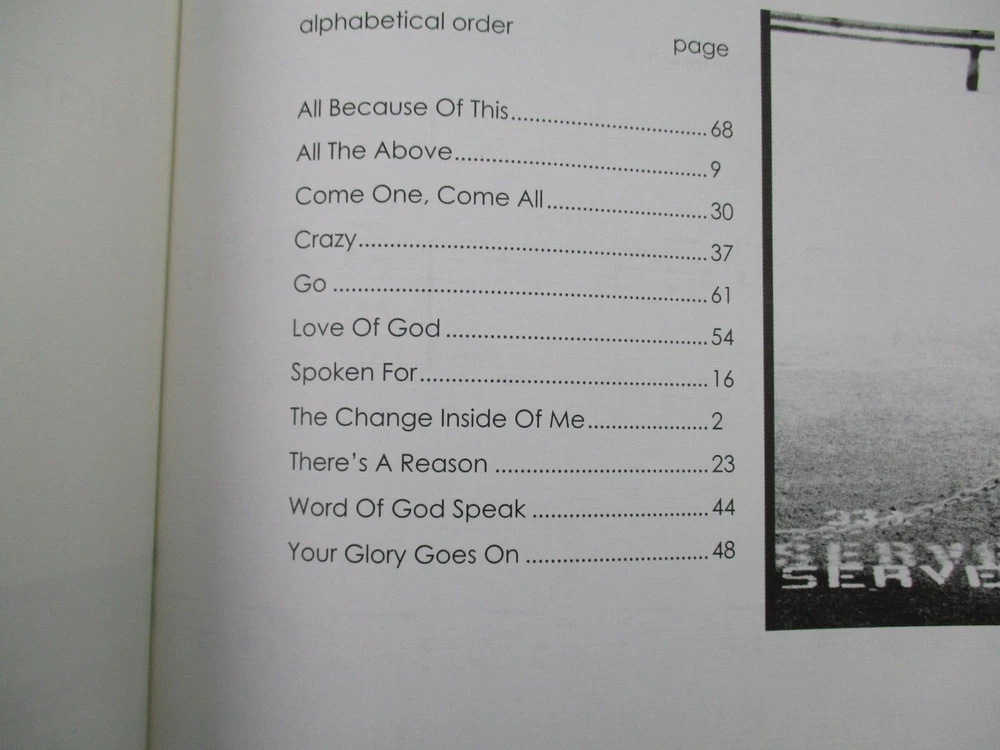 alphabetical order
page
All Because Of This 68
All The Above 9
Come One, Come All 30
Crazy 37
Go 61
Love Of God 54
Spoken For 16
The Change Inside Of Me 2
There's A Reason 23
Word Of God Speak 44
Your Glory Goes On 48
33
SERVE